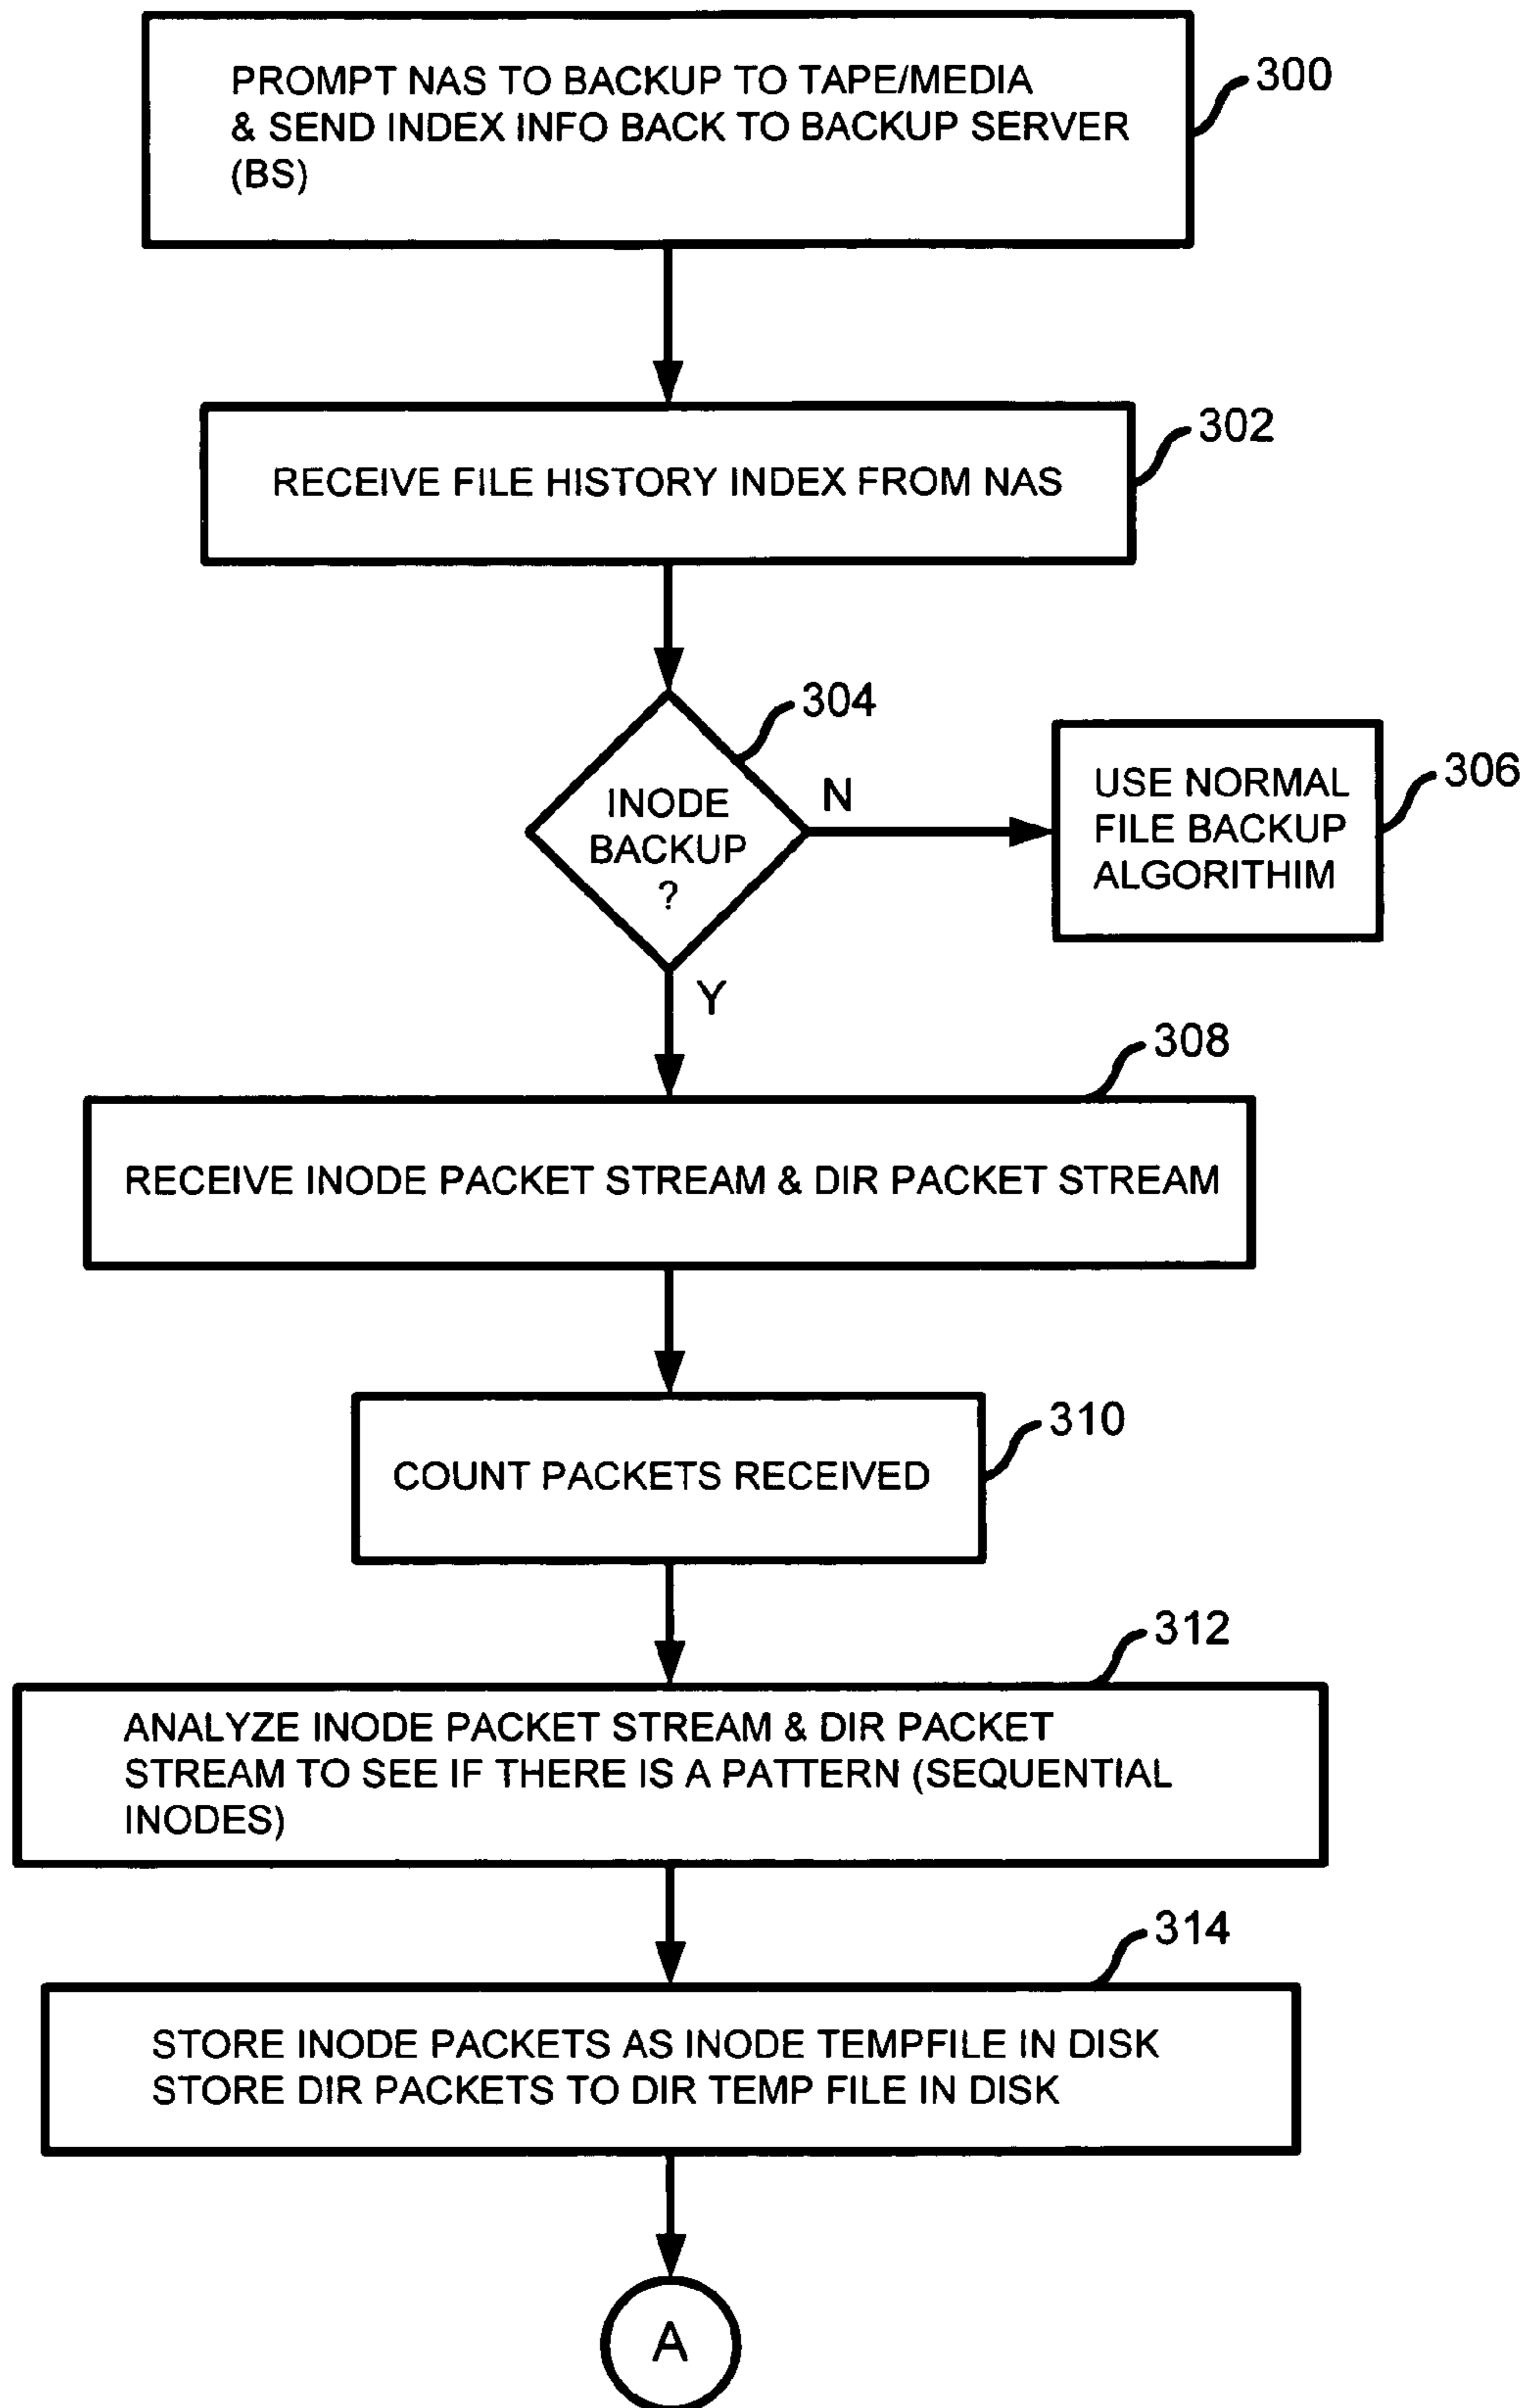 PROMPT NAS TO BACKUP TO TAPE/MEDIA
& SEND INDEX INFO BACK TO BACKUP SERVER
(BS)
300
RECEIVE FILE HISTORY INDEX FROM NAS
302
304
INODE
BACKUP
?
N
USE NORMAL
FILE BACKUP
ALGORITHIM
306
Y
308
RECEIVE INODE PACKET STREAM & DIR PACKET STREAM
310
COUNT PACKETS RECEIVED
312
ANALYZE INODE PACKET STREAM & DIR PACKET
STREAM TO SEE IF THERE IS A PATTERN (SEQUENTIAL
INODES)
314
STORE INODE PACKETS AS INODE TEMPFILE IN DISK
STORE DIR PACKETS TO DIR TEMP FILE IN DISK
A